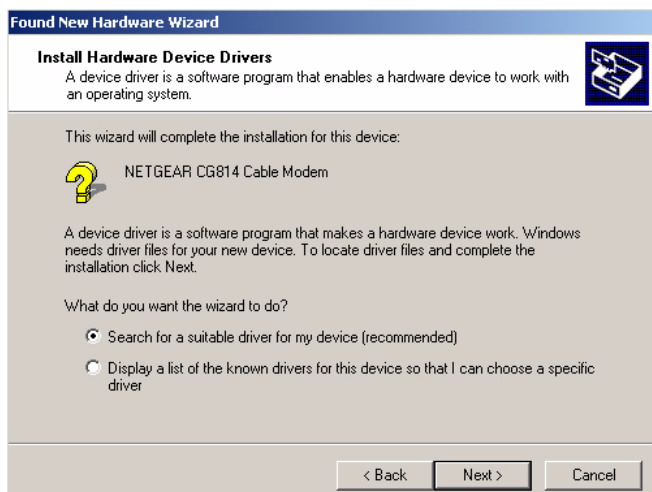 Found New Hardware Wizard
Install Hardware Device Drivers
A device driver is a software program that enables a hardware device to work with
an operating system.
This wizard will complete the installation for this device:
NETGEAR CG814 Cable Modem
A device driver is a software program that makes a hardware device work. Windows
needs driver files for your new device. To locate driver files and complete the
installation click Next.
What do you want the wizard to do?
Search for a suitable driver for my device (recommended)
Display a list of the known drivers for this device so that I can choose a specific
driver
< Back Next > Cancel